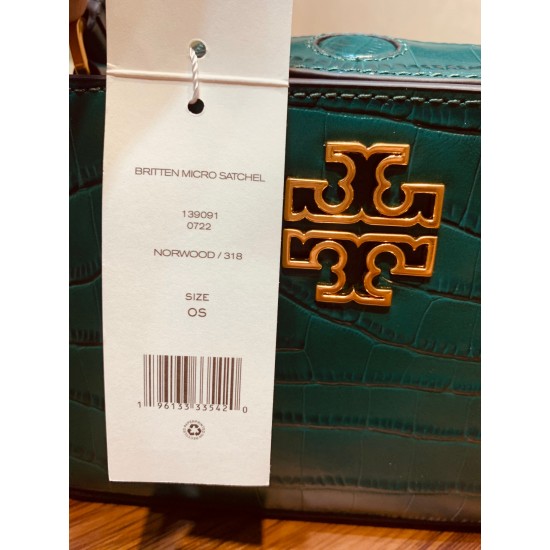 BRITTEN MICRO SATCHEL
139091
0722
NORWOOD / 318
SIZE
OS
1 96133 33542 0